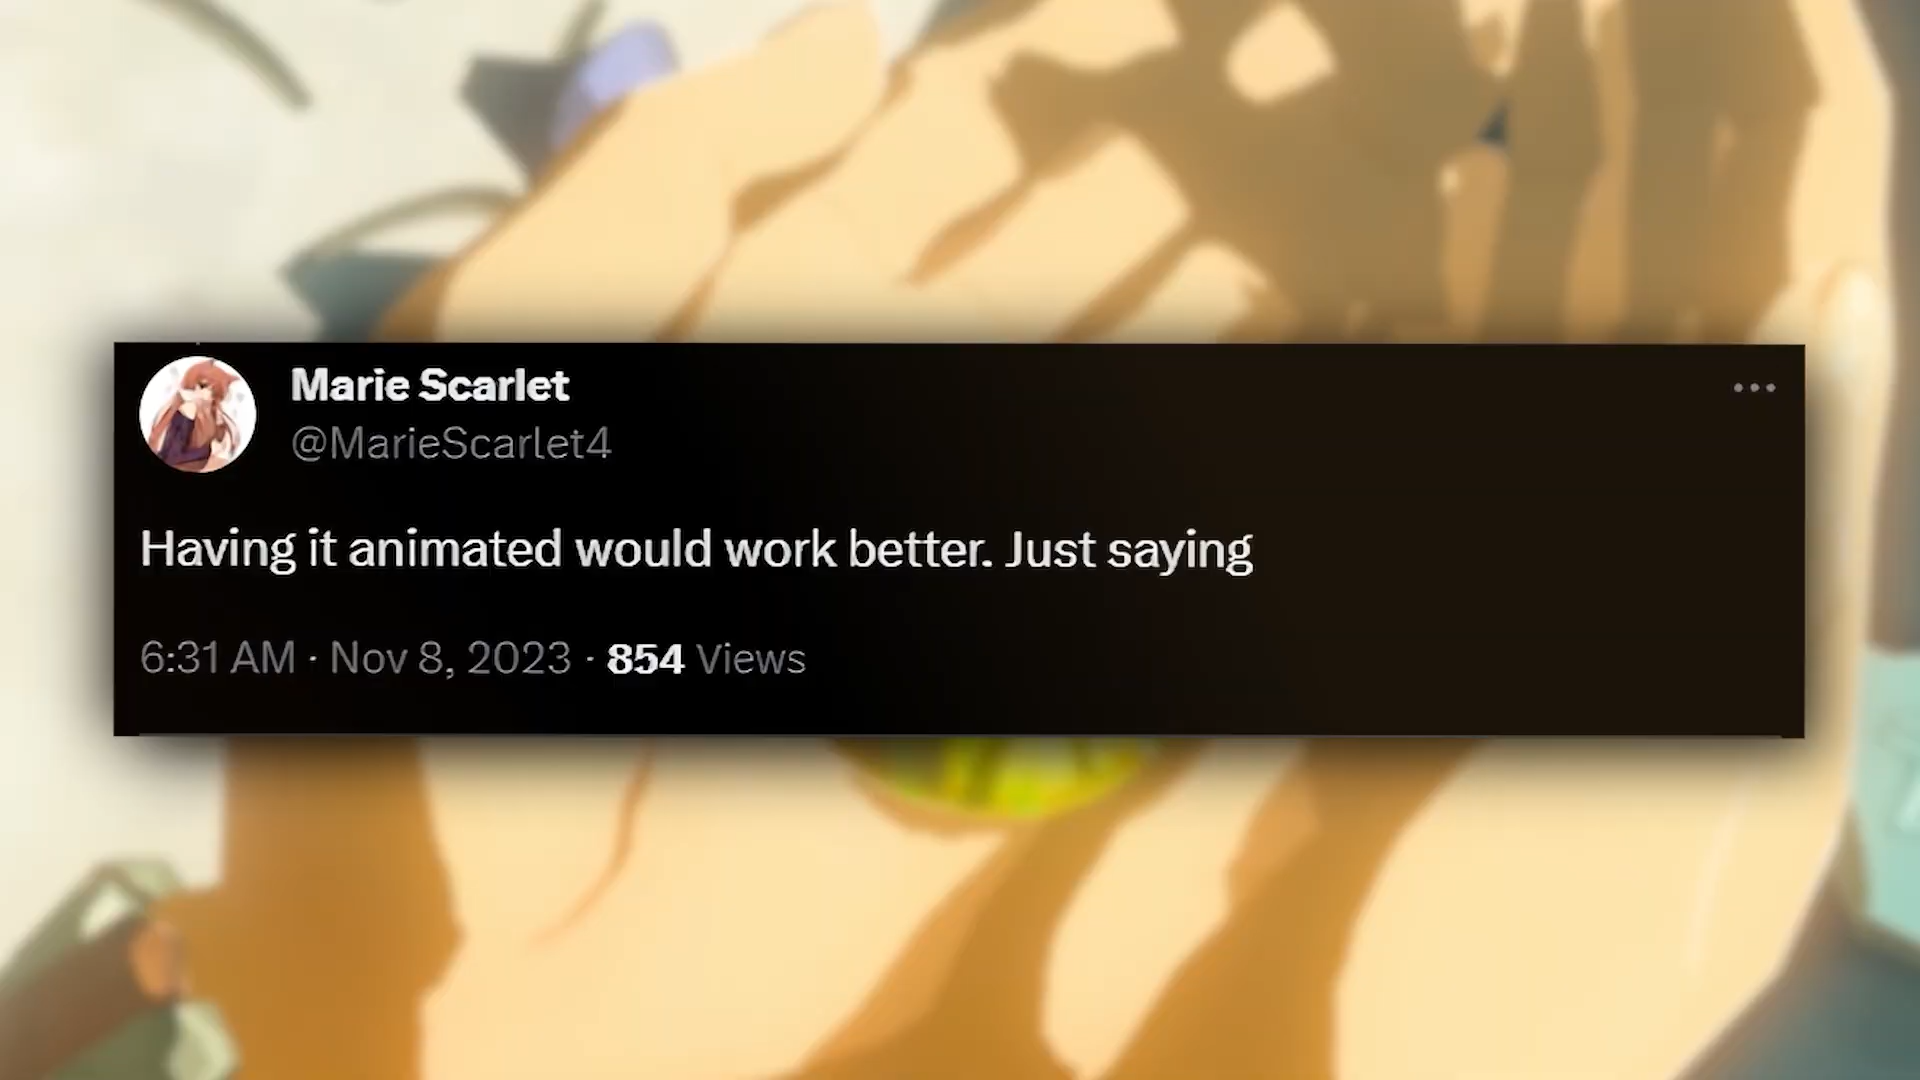 Marie Scarlet
@MarieScarlet4
Having it animated would work better. Just saying
6:31 AM · Nov 8, 2023 · 854 Views